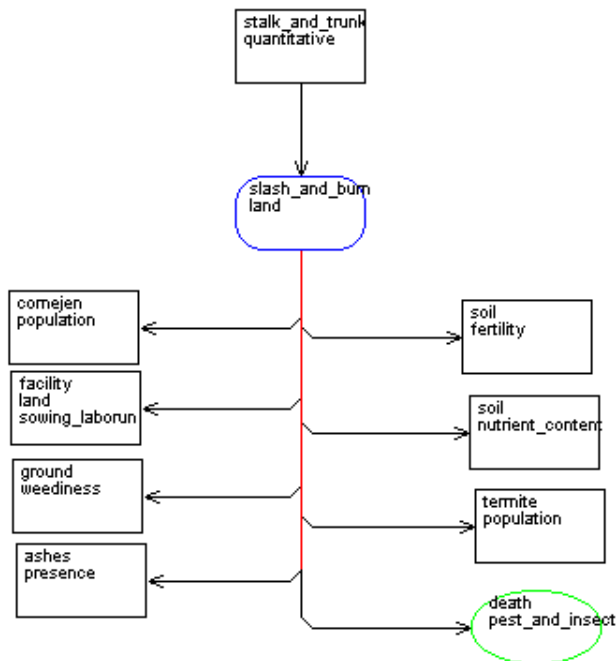 stalk_and_trunk
quantitative
slash_and_burn
land
comejen
population
soil
fertility
facility
land
sowing_laborun
soil
nutrient_content
ground
weediness
termite
population
ashes
presence
death
pest_and_insect